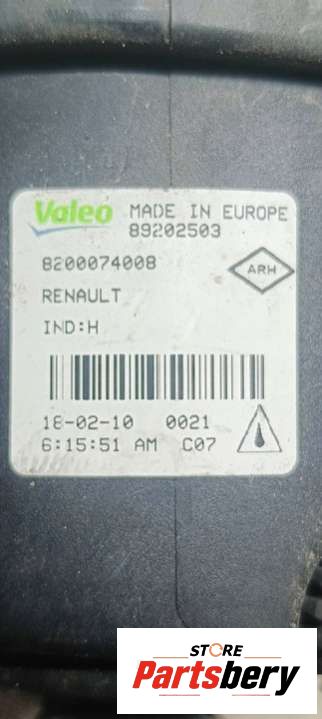 Valeo MADE IN EUROPE
89202503
8200074008
ARH
RENAULT
IND:H
18-02-10 0021
6:15:51 AM C07
STORE
Partsbery